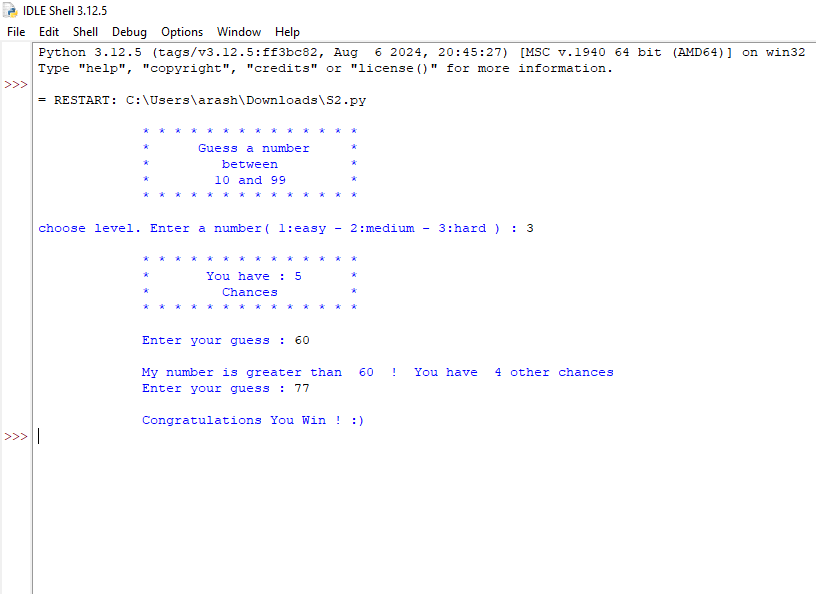 IDLE Shell 3.12.5
File Edit Shell Debug Options Window Help
Python 3.12.5 (tags/v3.12.5:ff3bc82, Aug  6 2024, 20:45:27) [MSC v.1940 64 bit (AMD64)] on win32
Type "help", "copyright", "credits" or "license()" for more information.
>>>
= RESTART: C:\Users\arash\Downloads\S2.py
* * * * * * * * * * * * * *
*      Guess a number     *
*         between         *
*        10 and 99        *
* * * * * * * * * * * * * *
choose level. Enter a number( 1:easy - 2:medium - 3:hard ) : 3
* * * * * * * * * * * * * *
*       You have : 5      *
*         Chances         *
* * * * * * * * * * * * * *
Enter your guess : 60
My number is greater than  60  !  You have  4 other chances
Enter your guess : 77
Congratulations You Win ! :)
>>>